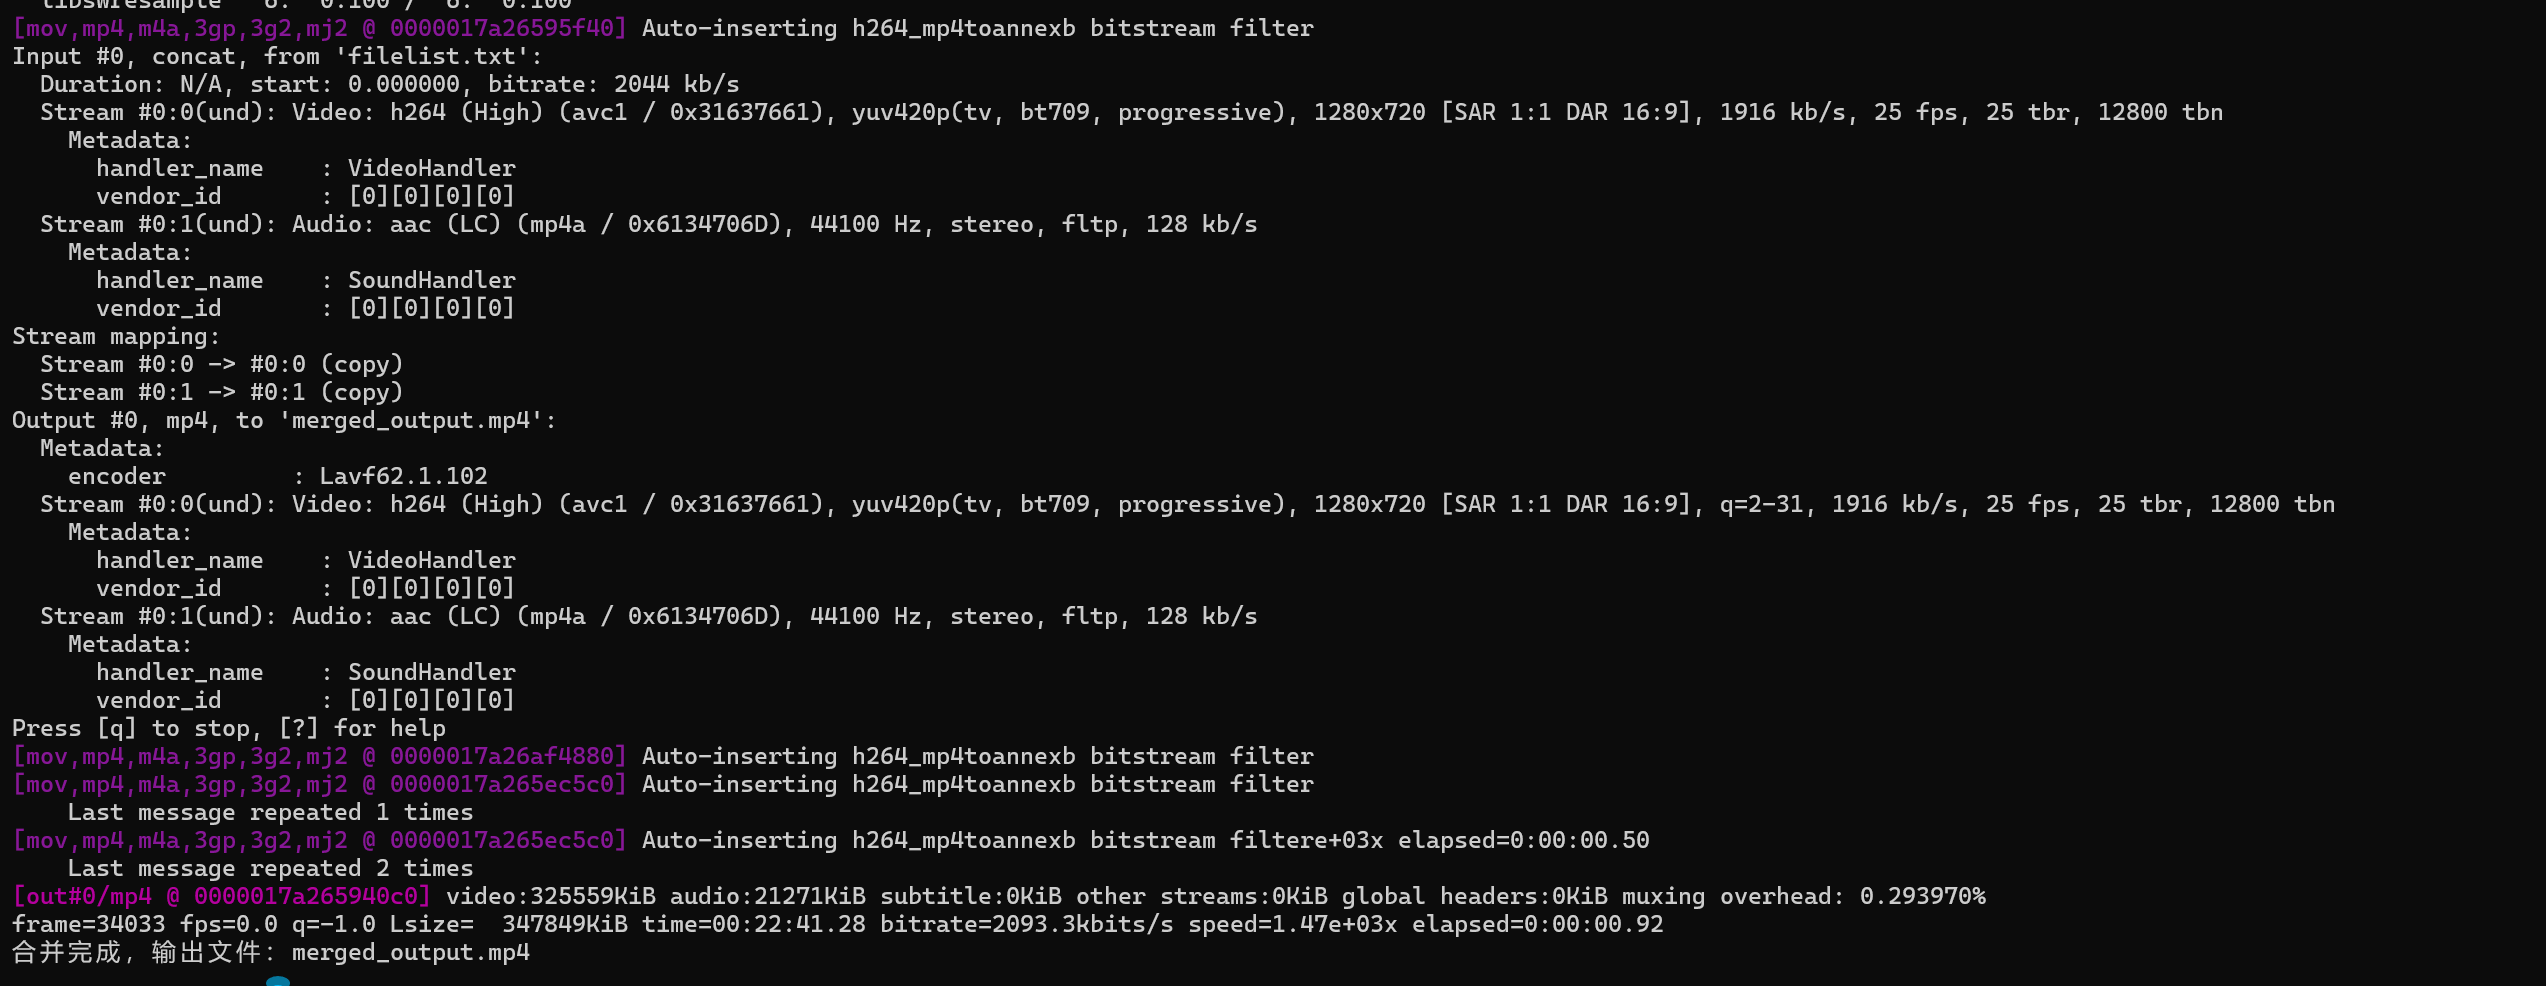 libswresample   6.  0.100 /  6.  0.100
[mov,mp4,m4a,3gp,3g2,mj2 @ 0000017a26595f40] Auto-inserting h264_mp4toannexb bitstream filter
Input #0, concat, from 'filelist.txt':
  Duration: N/A, start: 0.000000, bitrate: 2044 kb/s
  Stream #0:0(und): Video: h264 (High) (avc1 / 0x31637661), yuv420p(tv, bt709, progressive), 1280x720 [SAR 1:1 DAR 16:9], 1916 kb/s, 25 fps, 25 tbr, 12800 tbn
    Metadata:
      handler_name    : VideoHandler
      vendor_id       : [0][0][0][0]
  Stream #0:1(und): Audio: aac (LC) (mp4a / 0x6134706D), 44100 Hz, stereo, fltp, 128 kb/s
    Metadata:
      handler_name    : SoundHandler
      vendor_id       : [0][0][0][0]
Stream mapping:
  Stream #0:0 -> #0:0 (copy)
  Stream #0:1 -> #0:1 (copy)
Output #0, mp4, to 'merged_output.mp4':
  Metadata:
    encoder         : Lavf62.1.102
  Stream #0:0(und): Video: h264 (High) (avc1 / 0x31637661), yuv420p(tv, bt709, progressive), 1280x720 [SAR 1:1 DAR 16:9], q=2-31, 1916 kb/s, 25 fps, 25 tbr, 12800 tbn
    Metadata:
      handler_name    : VideoHandler
      vendor_id       : [0][0][0][0]
  Stream #0:1(und): Audio: aac (LC) (mp4a / 0x6134706D), 44100 Hz, stereo, fltp, 128 kb/s
    Metadata:
      handler_name    : SoundHandler
      vendor_id       : [0][0][0][0]
Press [q] to stop, [?] for help
[mov,mp4,m4a,3gp,3g2,mj2 @ 0000017a26af4880] Auto-inserting h264_mp4toannexb bitstream filter
[mov,mp4,m4a,3gp,3g2,mj2 @ 0000017a265ec5c0] Auto-inserting h264_mp4toannexb bitstream filter
    Last message repeated 1 times
[mov,mp4,m4a,3gp,3g2,mj2 @ 0000017a265ec5c0] Auto-inserting h264_mp4toannexb bitstream filtere+03x elapsed=0:00:00.50
    Last message repeated 2 times
[out#0/mp4 @ 0000017a265940c0] video:325559KiB audio:21271KiB subtitle:0KiB other streams:0KiB global headers:0KiB muxing overhead: 0.293970%
frame=34033 fps=0.0 q=-1.0 Lsize=  347849KiB time=00:22:41.28 bitrate=2093.3kbits/s speed=1.47e+03x elapsed=0:00:00.92
合并完成，输出文件：merged_output.mp4